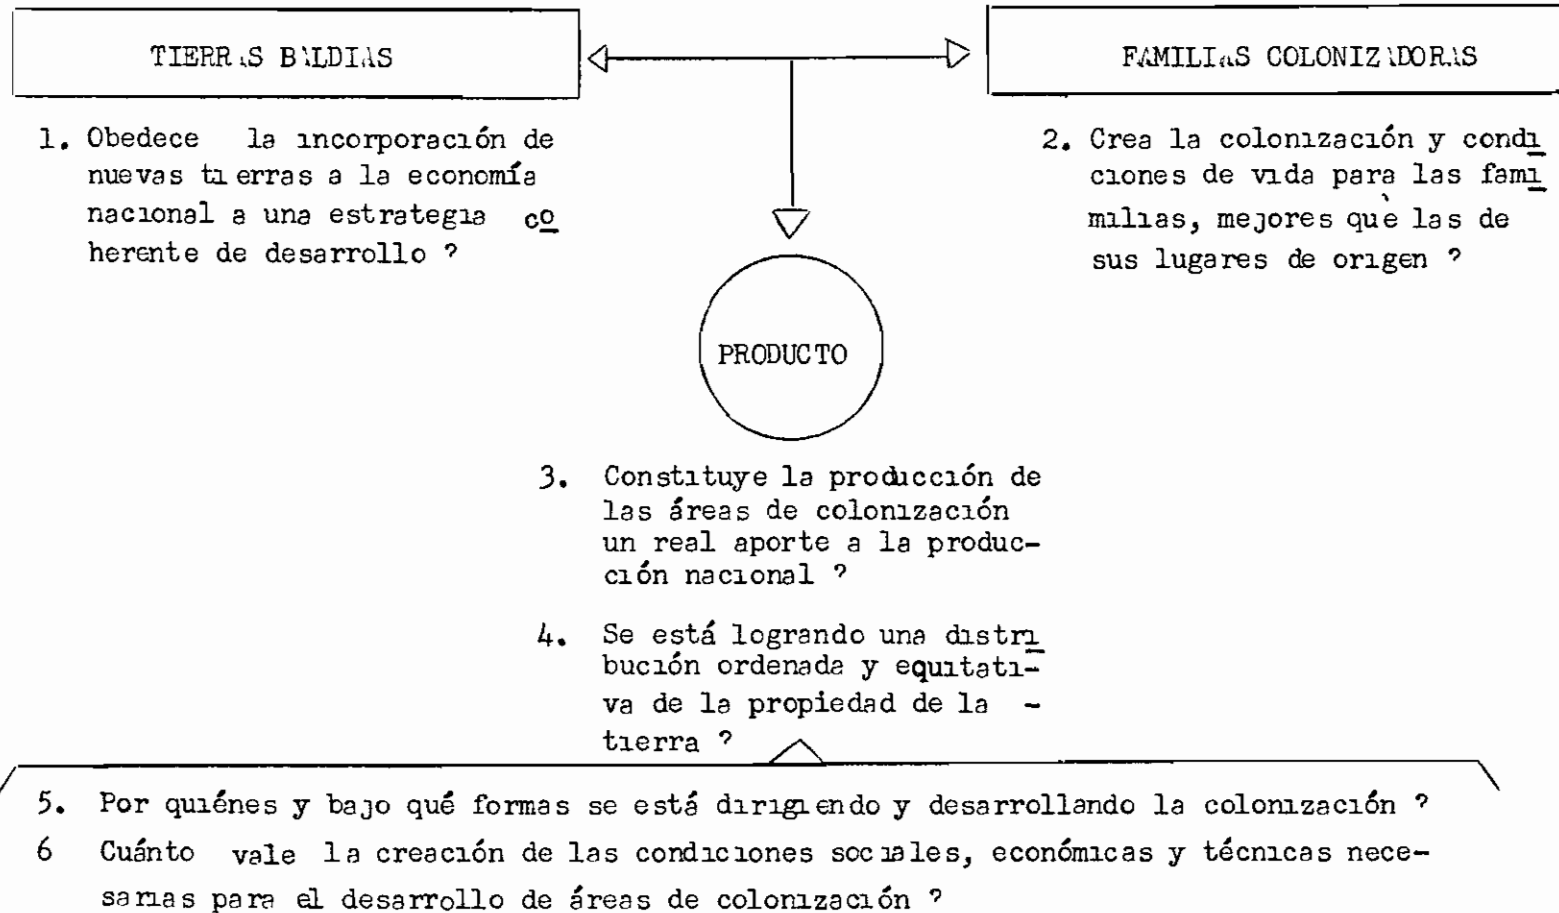 TIERRAS BALDIAS
FAMILIAS COLONIZADORAS
1. Obedece la incorporación de
nuevas tierras a la economía
nacional a una estrategia co
herente de desarrollo ?
2. Crea la colonización y condi
ciones de vida para las fami
milias, mejores què las de
sus lugares de origen ?
PRODUCTO
3. Constituye la producción de
las áreas de colonización
un real aporte a la produc-
ción nacional ?
4. Se está logrando una distri
bución ordenada y equitati-
va de la propiedad de la -
tierra ?
5. Por quiénes y bajo qué formas se está dirigiendo y desarrollando la colonización ?
6 Cuánto vale la creación de las condiciones sociales, económicas y técnicas nece-
sarias para el desarrollo de áreas de colonización ?